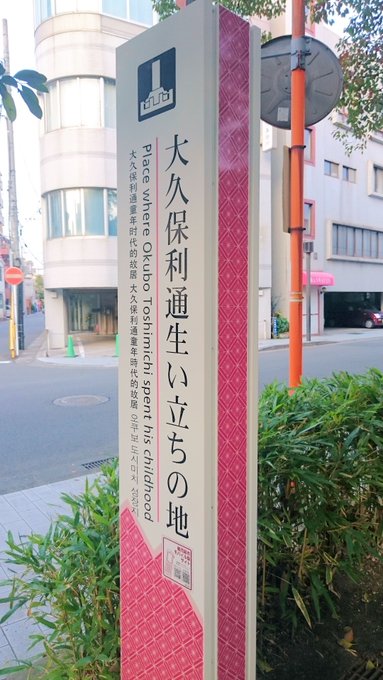 大久保利通生い立ちの地
Place where Okubo Toshimichi spent his childhood
大久保利通童年时代的故居 大久保利通童年時代的故居 오쿠보 도시미치 성장지